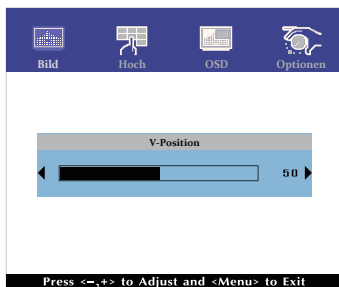 Bild Hoch OSD Optionen
V-Position
50
Press <–,+> to Adjust and <Menu> to Exit